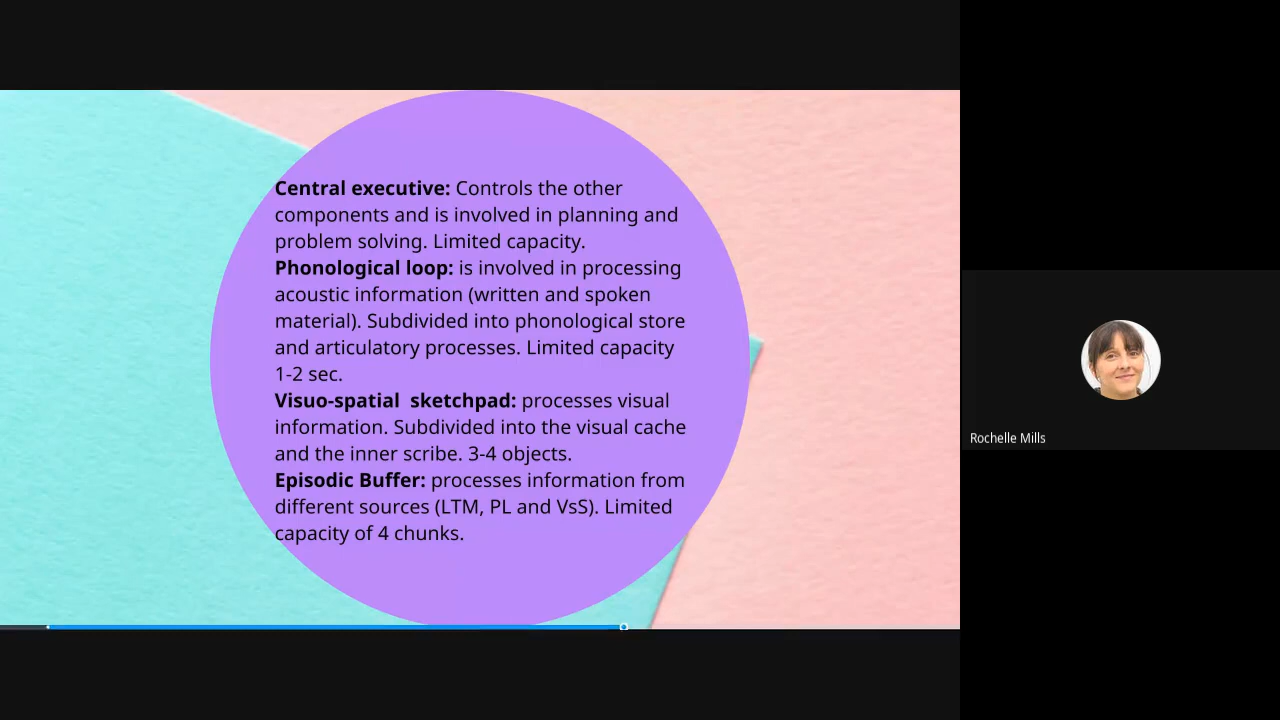 Central executive: Controls the other
components and is involved in planning and
problem solving. Limited capacity.
Phonological loop: is involved in processing
acoustic information (written and spoken
material). Subdivided into phonological store
and articulatory processes. Limited capacity
1-2 sec.
Visuo-spatial  sketchpad: processes visual
information. Subdivided into the visual cache
and the inner scribe. 3-4 objects.
Episodic Buffer: processes information from
different sources (LTM, PL and VsS). Limited
capacity of 4 chunks.
Rochelle Mills